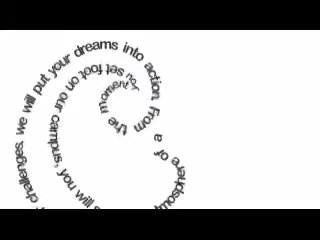 challenges, we will put your dreams into action. From
the moment you set foot on our campus, you will
of a